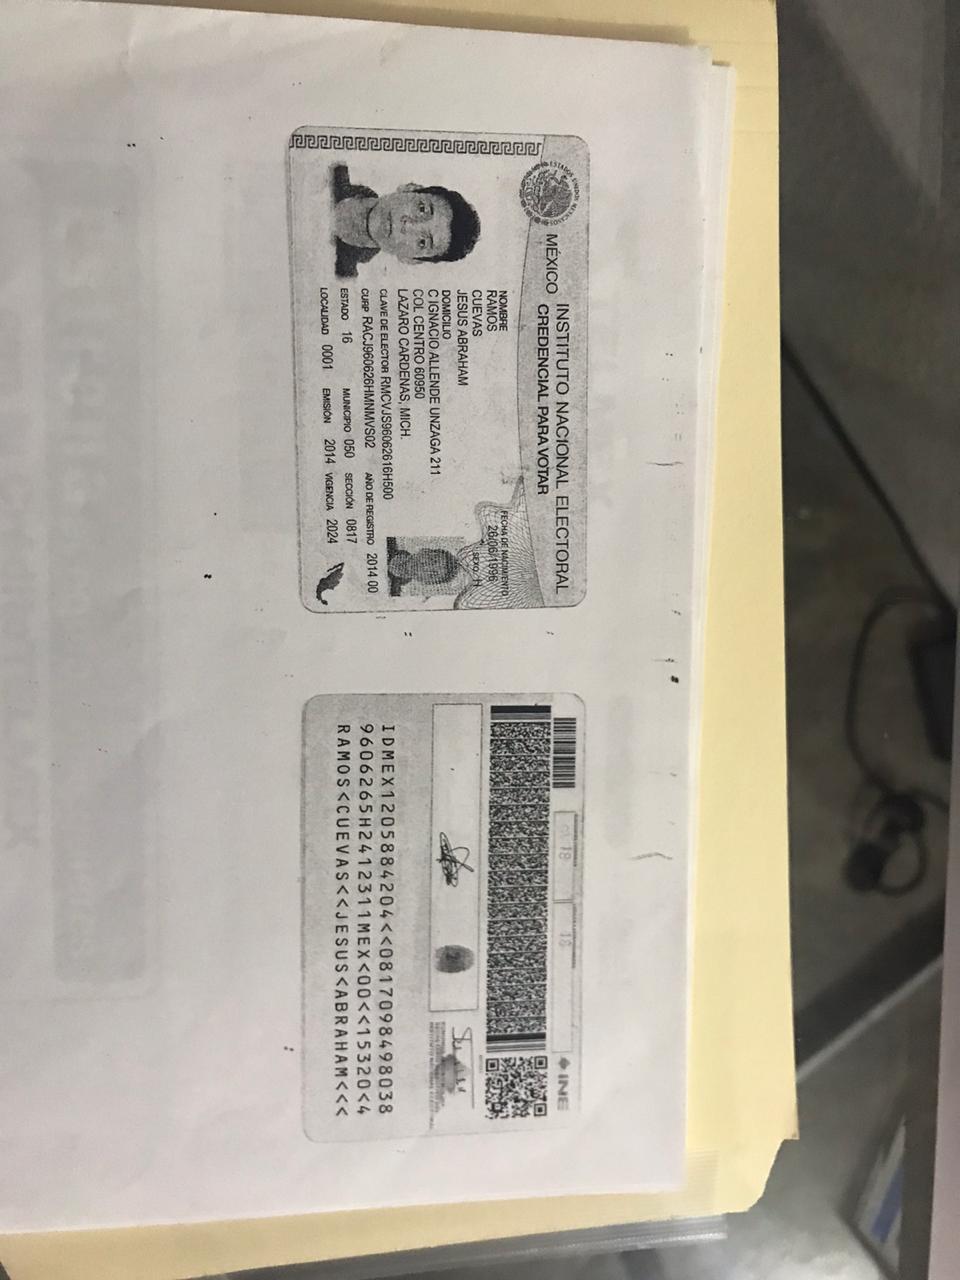 ESTADOS UNIDOS MEXICANOS
MÉXICO INSTITUTO NACIONAL ELECTORAL
CREDENCIAL PARA VOTAR
NOMBRE
RAMOS
CUEVAS
JESUS ABRAHAM
FECHA DE NACIMIENTO
26/06/1996
SEXO H
DOMICILIO
C IGNACIO ALLENDE UNZAGA 211
COL CENTRO 60950
LAZARO CARDENAS, MICH.
CLAVE DE ELECTOR RMCVJS96062616H500
CURP RACJ960626HMNMVS02 AÑO DE REGISTRO 2014 00
ESTADO 16 MUNICIPIO 050 SECCIÓN 0817
LOCALIDAD 0001 EMISIÓN 2014 VIGENCIA 2024
18 18
INE
IDMEX1205884204<<0817098498038
9606265H2412311MEX<00<<15320<4
RAMOS<CUEVAS<<JESUS<ABRAHAM<<<